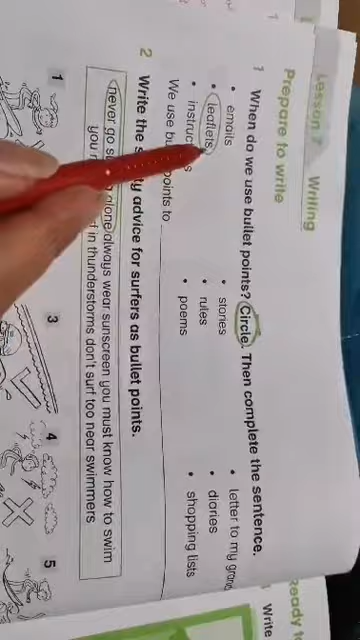 Lesson 7 Writing
Prepare to write
1 When do we use bullet points? Circle. Then complete the sentence.
• emails • stories • letter to my
• leaflets • rules • diaries
• • poems • shopping lists
We use points to
2 Write the advice for surfers as bullet points.
never go alone always wear sunscreen you must know how to swim
you in thunderstorms don't surf too near swimmers
1 3 4 5
Ready
Write